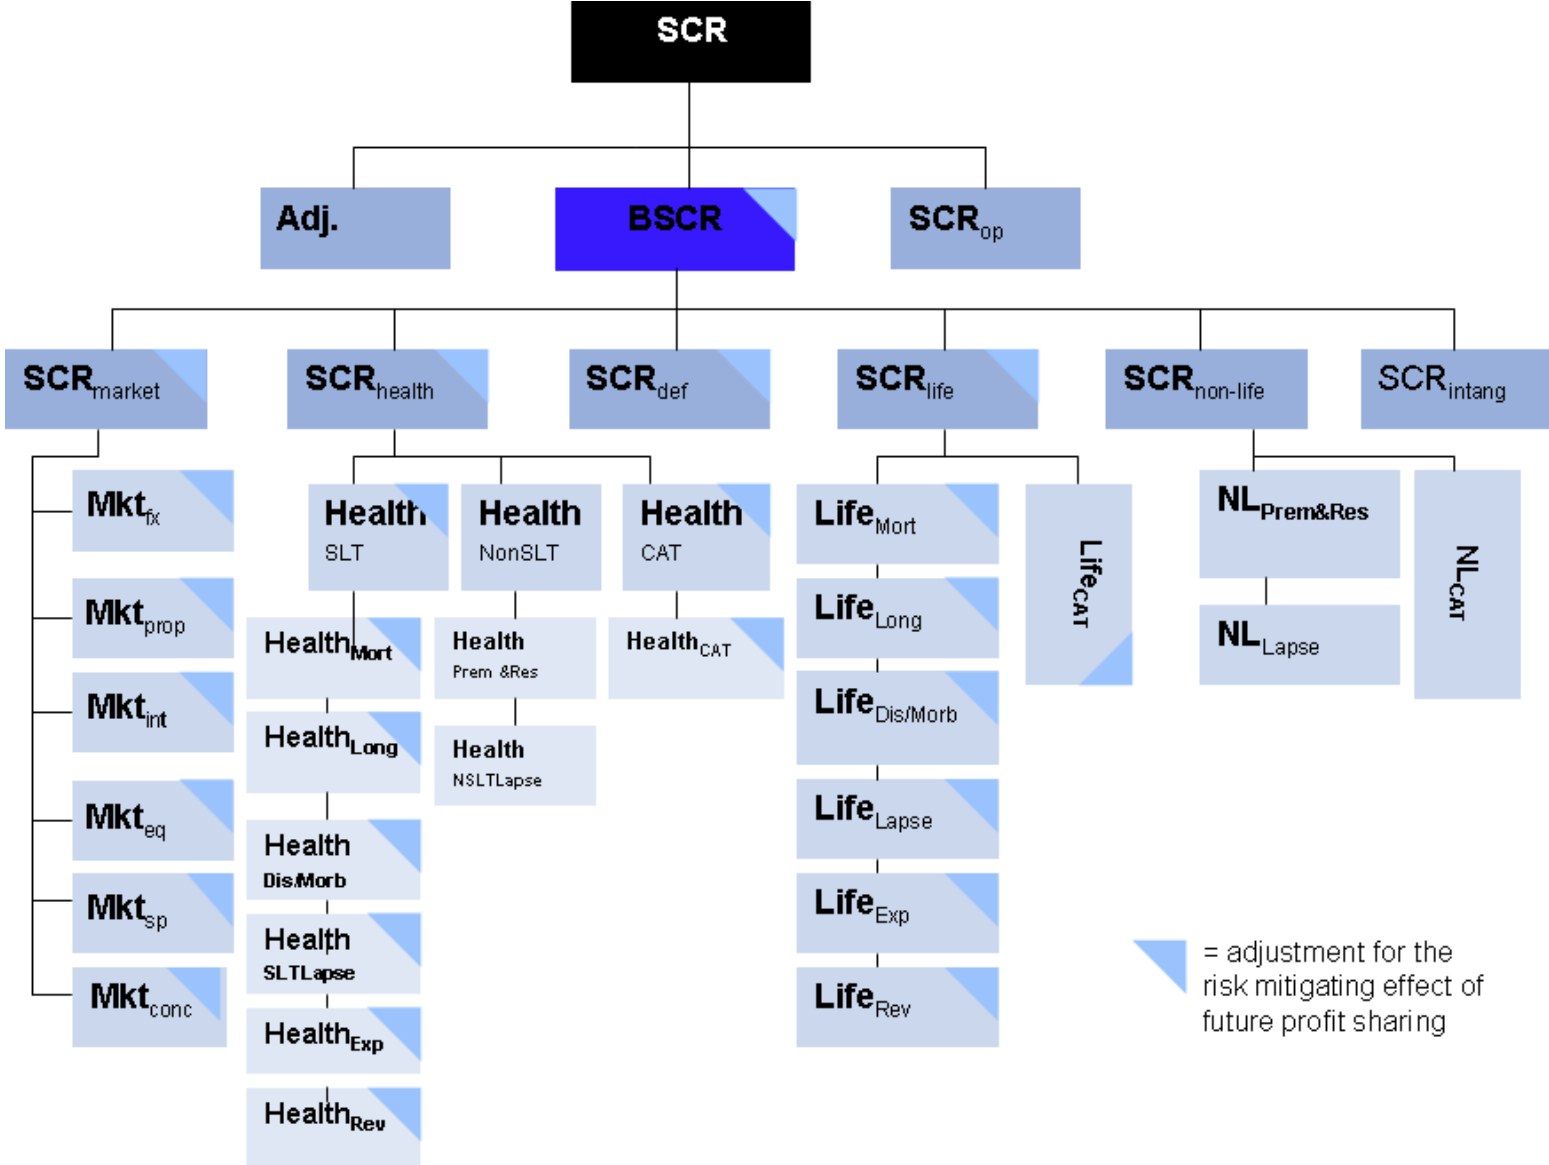 SCR
Adj.
BSCR
SCRop
SCRmarket
SCRhealth
SCRdef
SCRlife
SCRnon-life
SCRintang
Mktfx
Mktprop
Mktint
Mkteq
Mktsp
Mktconc
Health
SLT
HealthMort
HealthLong
Health
Dis/Morb
Health
SLTLapse
HealthExp
HealthRev
Health
NonSLT
Health
Prem &Res
Health
NSLTLapse
Health
CAT
HealthCAT
LifeMort
LifeLong
LifeDis/Morb
LifeLapse
LifeExp
LifeRev
LifeCAT
NLPrem&Res
NLLapse
NLCAT
= adjustment for the
risk mitigating effect of
future profit sharing